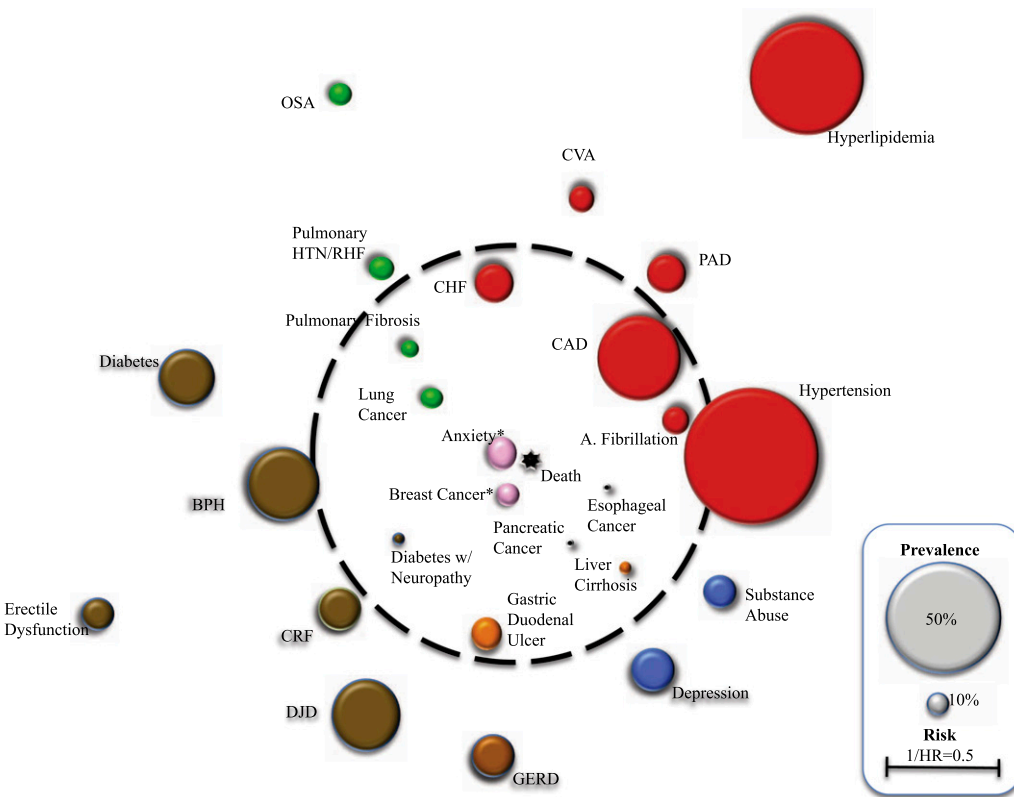 OSA
Hyperlipidemia
CVA
Pulmonary
HTN/RHF
PAD
CHF
Pulmonary Fibrosis
CAD
Diabetes
Hypertension
Lung
Cancer
Anxiety*
A. Fibrillation
Death
BPH
Breast Cancer*
Esophageal
Cancer
Pancreatic
Cancer
Diabetes w/
Neuropathy
Liver
Cirrhosis
Prevalence
50%
10%
Risk
1/HR=0.5
Substance
Abuse
Erectile
Dysfunction
Gastric
Duodenal
Ulcer
CRF
Depression
DJD
GERD